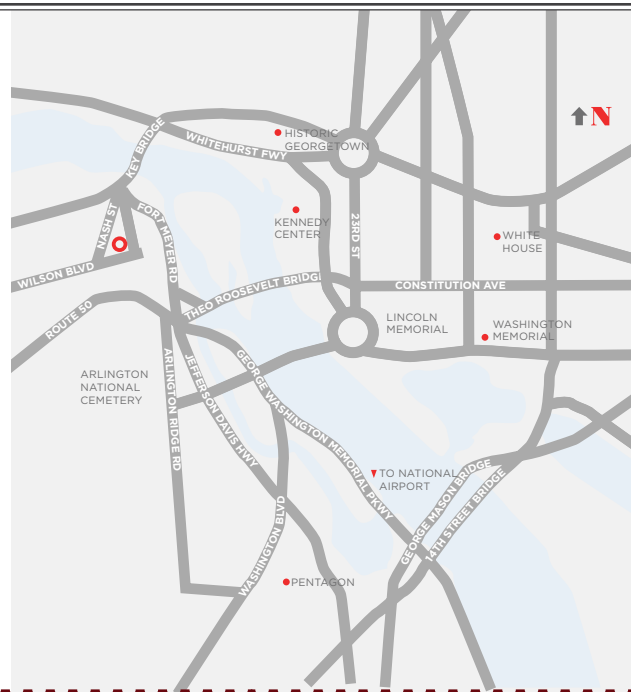 N
KEY BRIDGE
HISTORIC
GEORGETOWN
WHITEHURST FWY
NASH ST
FORT MEYER RD
KENNEDY
CENTER
23RD ST
WHITE
HOUSE
WILSON BLVD
THEO ROOSEVELT BRIDGE
CONSTITUTION AVE
ROUTE 50
LINCOLN
MEMORIAL
WASHINGTON
MEMORIAL
ARLINGTON
NATIONAL
CEMETERY
ARLINGTON RIDGE RD
JEFFERSON DAVIS HWY
GEORGE WASHINGTON MEMORIAL PKWY
TO NATIONAL
AIRPORT
GEORGE MASON BRIDGE
14TH STREET BRIDGE
WASHINGTON BLVD
PENTAGON